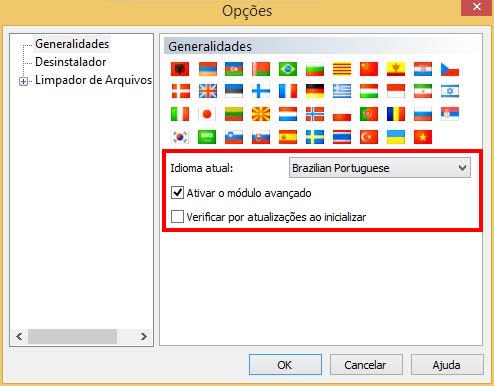 Opções
Generalidades
Desinstalador
Limpador de Arquivos
Generalidades
Idioma atual: Brazilian Portuguese
Ativar o módulo avançado
Verificar por atualizações ao inicializar
OK Cancelar Ajuda